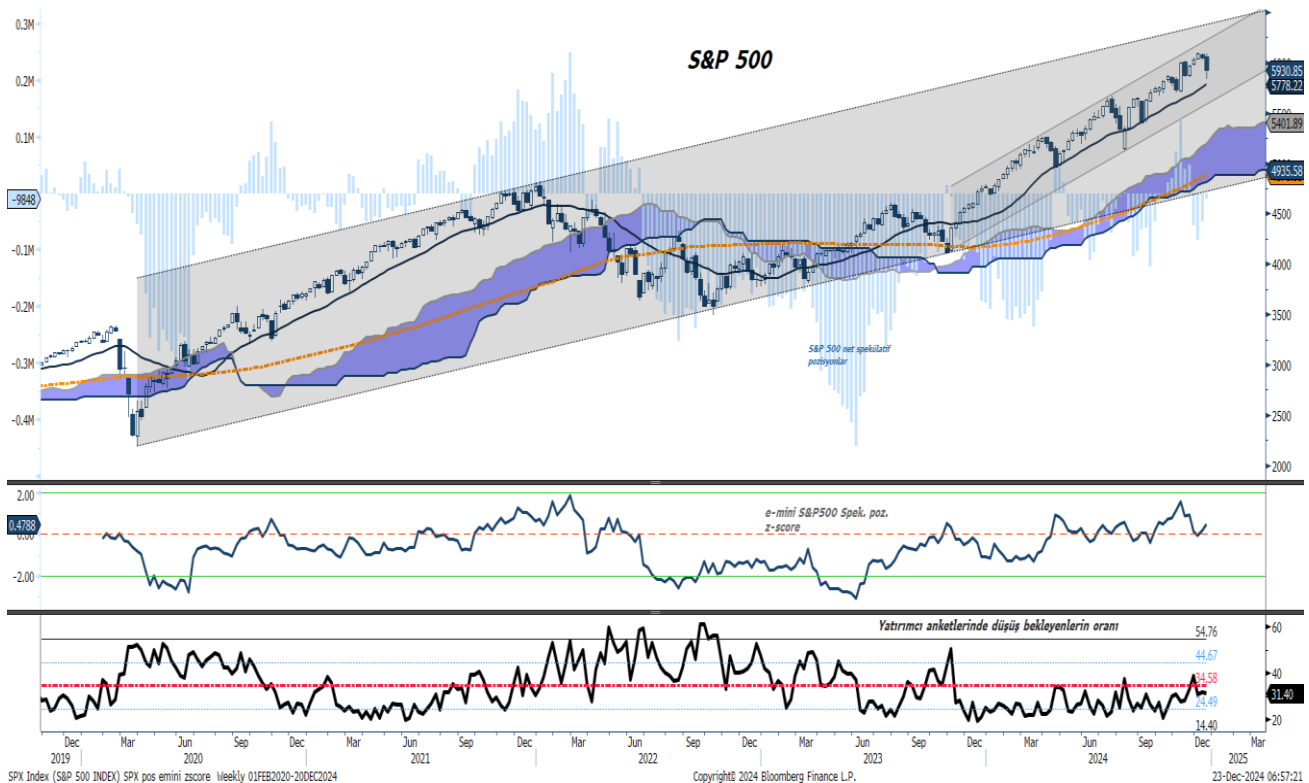 S&P 500
0.3M
0.2M
0.1M
-9848
-0.1M
-0.2M
-0.3M
-0.4M
5930.85
5778.22
5500
5401.89
4935.58
4500
4000
3500
3000
2500
2000
S&P 500 net spekülatif
pozisyonlar
2.00
0.4788
0.00
-2.00
e-mini S&P500 Spek. poz.
z-score
Yatırımcı anketlerinde düşüş bekleyenlerin oranı
54.76
44.67
34.58
24.49
14.40
60
40
31.40
20
Dec Mar Jun Sep Dec Mar Jun Sep Dec Mar Jun Sep Dec Mar Jun Sep Dec Mar Jun Sep Dec Mar
2019 2020 2021 2022 2023 2024 2025
SPX Index (S&P 500 INDEX) SPX pos emini zscore Weekly 01FEB2020-20DEC2024
Copyright© 2024 Bloomberg Finance L.P.
23-Dec-2024 06:57:21